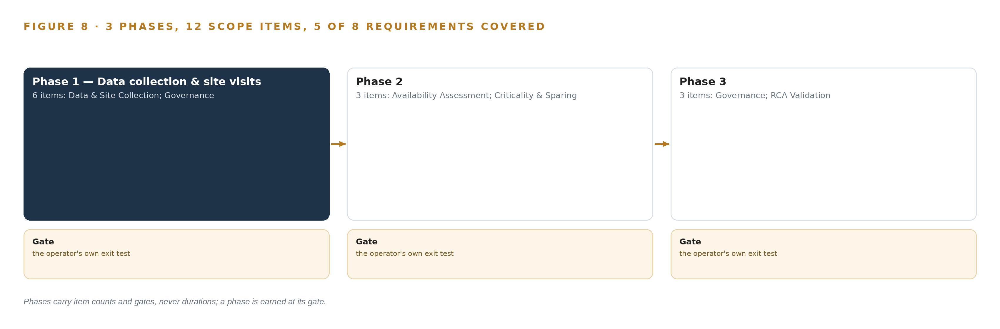 FIGURE 8 · 3 PHASES, 12 SCOPE ITEMS, 5 OF 8 REQUIREMENTS COVERED
Phase 1 — Data collection & site visits
6 items: Data & Site Collection; Governance
Phase 2
3 items: Availability Assessment; Criticality & Sparing
Phase 3
3 items: Governance; RCA Validation
Gate
the operator's own exit test
Gate
the operator's own exit test
Gate
the operator's own exit test
Phases carry item counts and gates, never durations; a phase is earned at its gate.